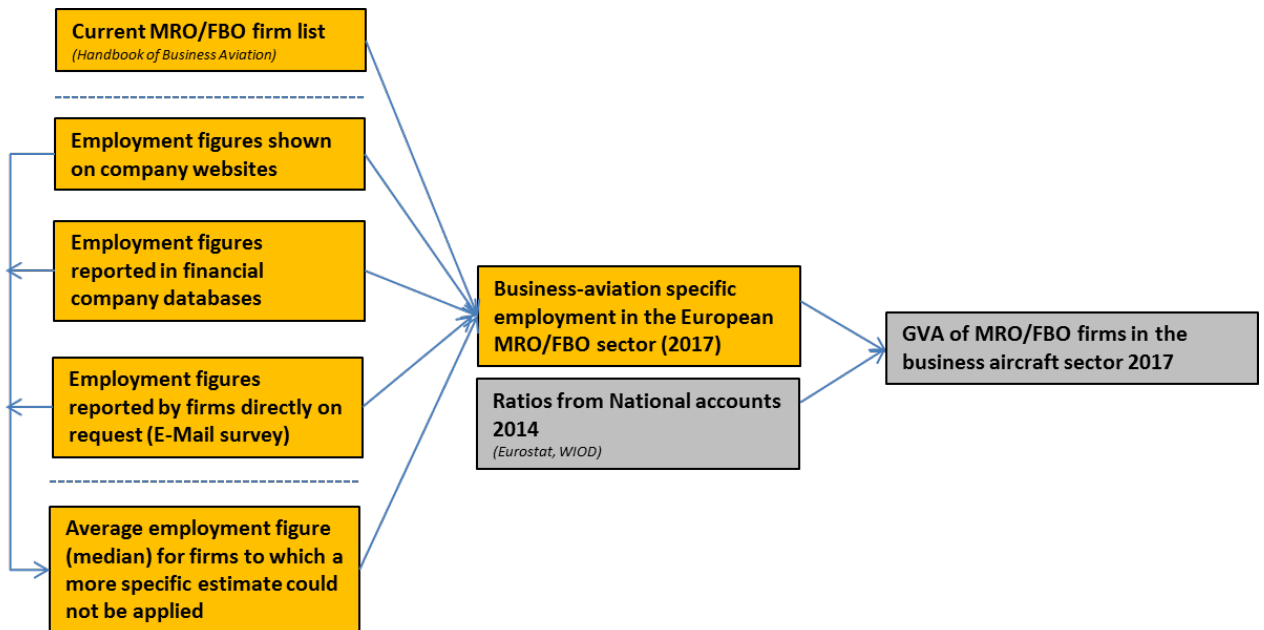 Current MRO/FBO firm list
(Handbook of Business Aviation)
Employment figures shown
on company websites
Employment figures
reported in financial
company databases
Employment figures
reported by firms directly on
request (E-Mail survey)
Average employment figure
(median) for firms to which a
more specific estimate could
not be applied
Business-aviation specific
employment in the European
MRO/FBO sector (2017)
Ratios from National accounts
2014
(Eurostat, WIOD)
GVA of MRO/FBO firms in the
business aircraft sector 2017